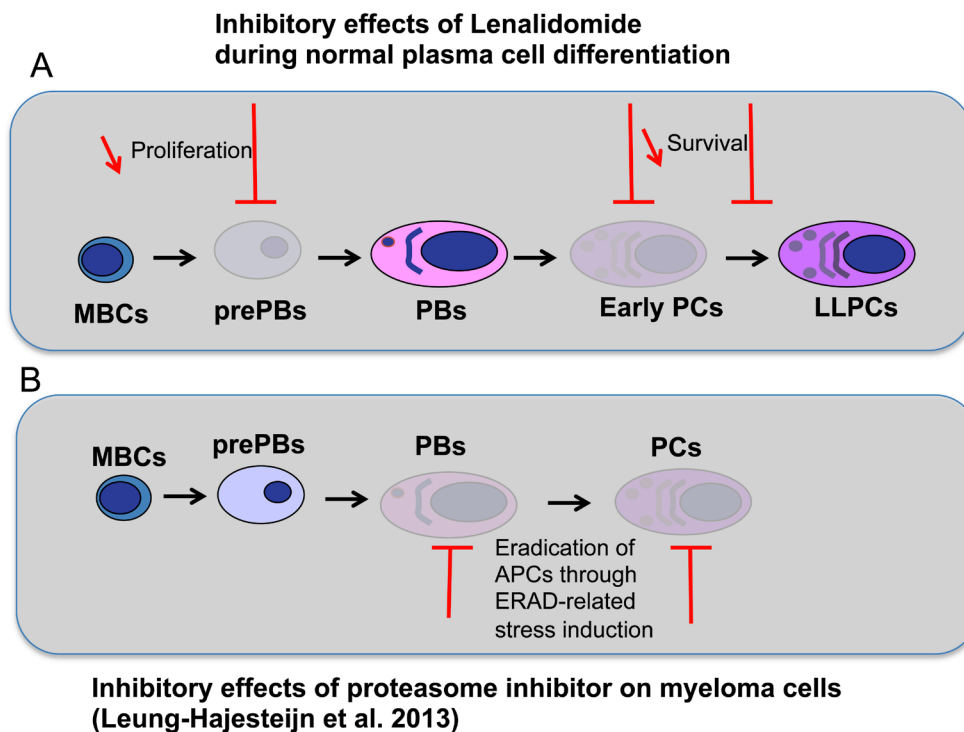 Inhibitory effects of Lenalidomide
during normal plasma cell differentiation
A
Proliferation
Survival
MBCs
prePBs
PBs
Early PCs
LLPCs
B
MBCs
prePBs
PBs
PCs
Eradication of
APCs through
ERAD-related
stress induction
Inhibitory effects of proteasome inhibitor on myeloma cells
(Leung-Hajesteijn et al. 2013)